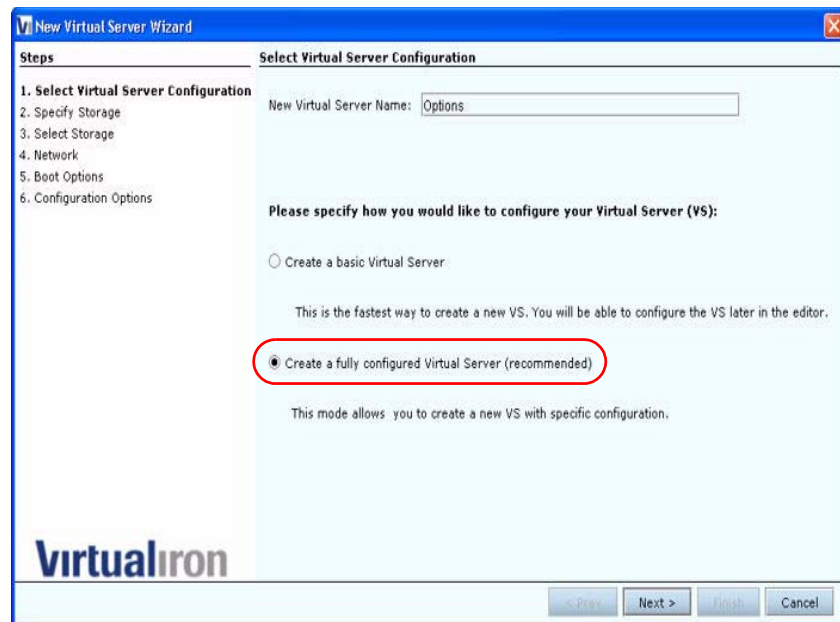 New Virtual Server Wizard
Steps
1. Select Virtual Server Configuration
2. Specify Storage
3. Select Storage
4. Network
5. Boot Options
6. Configuration Options
Select Virtual Server Configuration
New Virtual Server Name: Options
Please specify how you would like to configure your Virtual Server (VS):
Create a basic Virtual Server
This is the fastest way to create a new VS. You will be able to configure the VS later in the editor.
Create a fully configured Virtual Server (recommended)
This mode allows you to create a new VS with specific configuration.
Virtualiron
< Prev Next > Finish Cancel